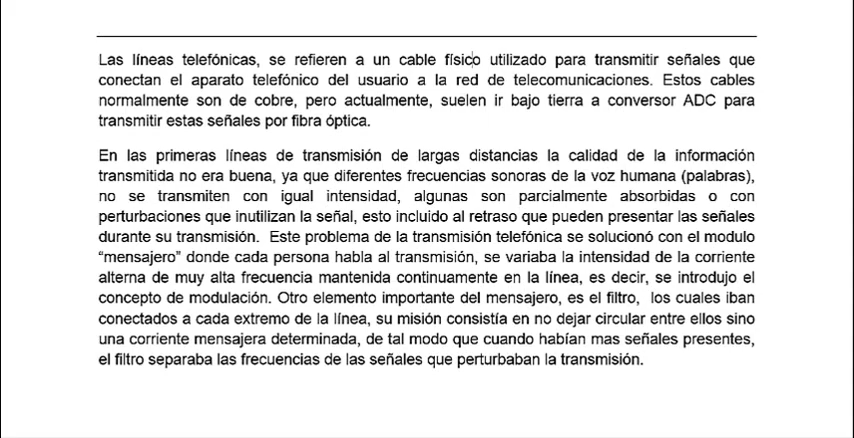 Las líneas telefónicas, se refieren a un cable físico utilizado para transmitir señales que
conectan el aparato telefónico del usuario a la red de telecomunicaciones. Estos cables
normalmente son de cobre, pero actualmente, suelen ir bajo tierra a conversor ADC para
transmitir estas señales por fibra óptica.
En las primeras líneas de transmisión de largas distancias la calidad de la información
transmitida no era buena, ya que diferentes frecuencias sonoras de la voz humana (palabras),
no se transmiten con igual intensidad, algunas son parcialmente absorbidas o con
perturbaciones que inutilizan la señal, esto incluido al retraso que pueden presentar las señales
durante su transmisión. Este problema de la transmisión telefónica se solucionó con el modulo
“mensajero” donde cada persona habla al transmisión, se variaba la intensidad de la corriente
alterna de muy alta frecuencia mantenida continuamente en la línea, es decir, se introdujo el
concepto de modulación. Otro elemento importante del mensajero, es el filtro, los cuales iban
conectados a cada extremo de la línea, su misión consistía en no dejar circular entre ellos sino
una corriente mensajera determinada, de tal modo que cuando habían mas señales presentes,
el filtro separaba las frecuencias de las señales que perturbaban la transmisión.